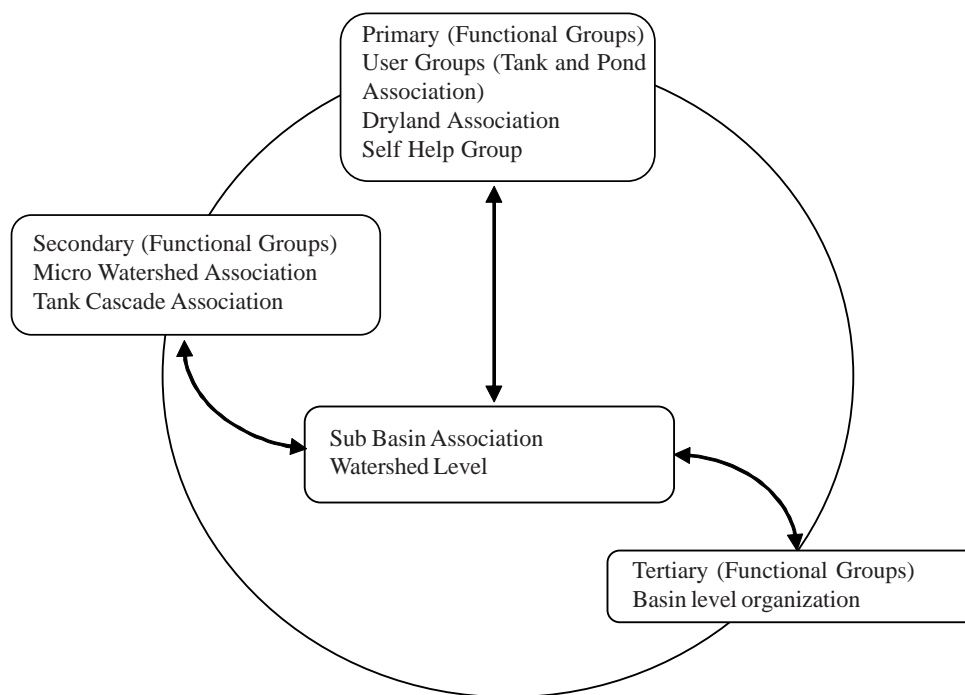 Primary (Functional Groups)
User Groups (Tank and Pond
Association)
Dryland Association
Self Help Group
Secondary (Functional Groups)
Micro Watershed Association
Tank Cascade Association
Sub Basin Association
Watershed Level
Tertiary (Functional Groups)
Basin level organization